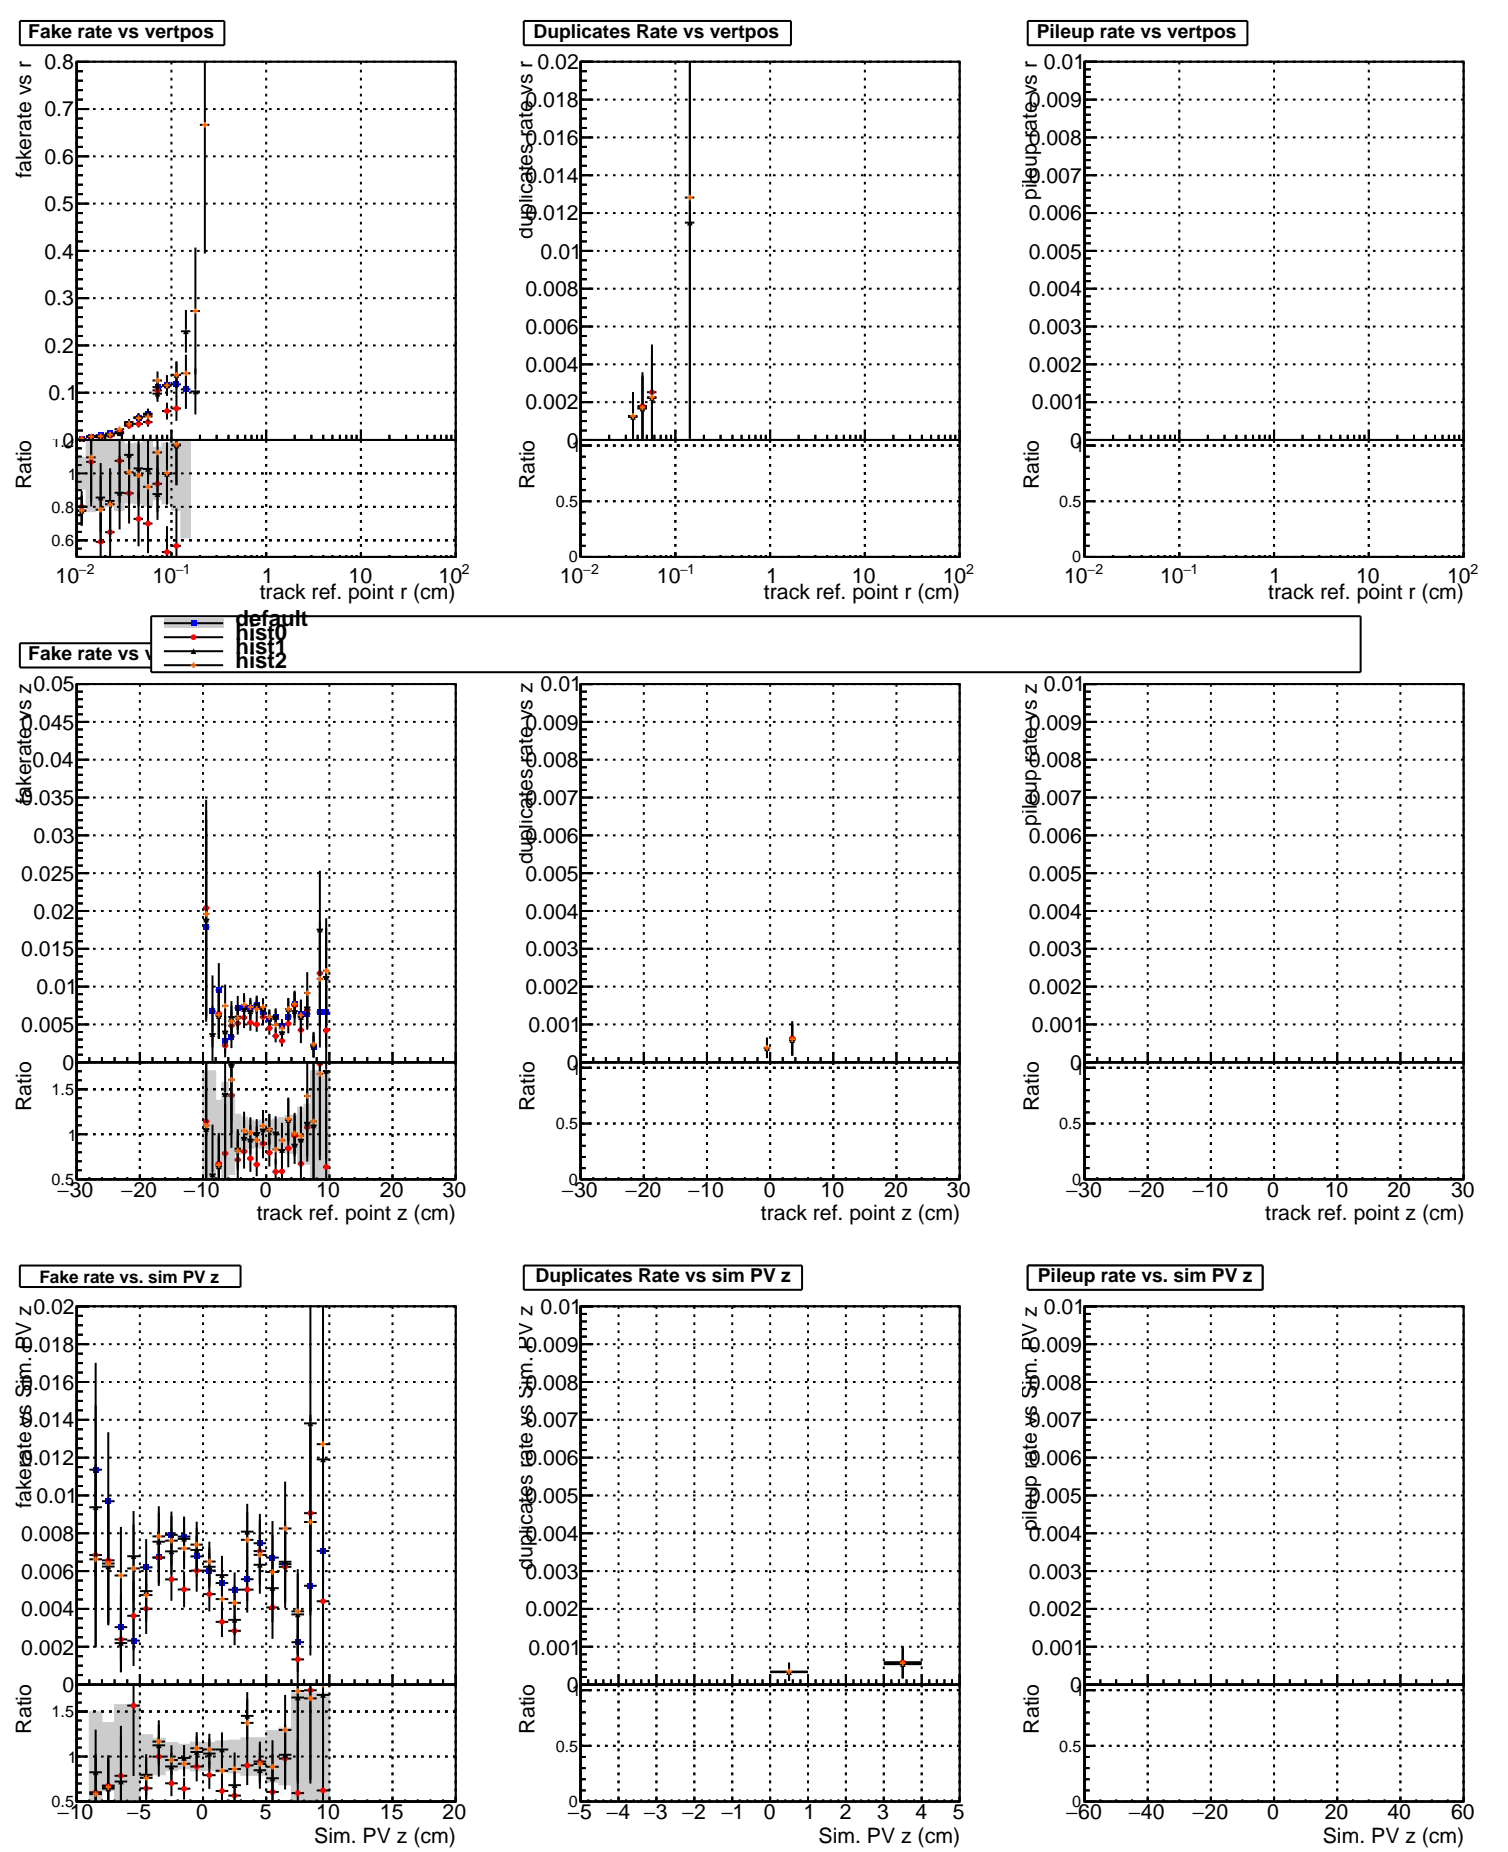 Fake rate vs vertpos
Duplicates Rate vs vertpos
Pileup rate vs vertpos
fakerate vs r
0.8
0.7
0.6
0.5
0.4
0.3
0.2
0.1
0
Ratio
1
0.8
0.6
10⁻² 10⁻¹ 1 10 10²
track ref. point r (cm)
duplicates rate vs r
0.02
0.018
0.016
0.014
0.012
0.01
0.008
0.006
0.004
0.002
0
Ratio
1
0.5
0
10⁻² 10⁻¹ 1 10 10²
track ref. point r (cm)
pileup rate vs r
0.01
0.009
0.008
0.007
0.006
0.005
0.004
0.003
0.002
0.001
0
Ratio
1
0.5
0
10⁻² 10⁻¹ 1 10 10²
track ref. point r (cm)
default
hist0
hist1
hist2
Fake rate vs v
fakerate vs z
0.05
0.045
0.04
0.035
0.03
0.025
0.02
0.015
0.01
0.005
0
Ratio
1.5
1
0.5
−30 −20 −10 0 10 20 30
track ref. point z (cm)
duplicates rate vs z
0.01
0.009
0.008
0.007
0.006
0.005
0.004
0.003
0.002
0.001
0
Ratio
1
0.5
0
−30 −20 −10 0 10 20 30
track ref. point z (cm)
pileup rate vs z
0.01
0.009
0.008
0.007
0.006
0.005
0.004
0.003
0.002
0.001
0
Ratio
1
0.5
0
−30 −20 −10 0 10 20 30
track ref. point z (cm)
Fake rate vs. sim PV z
Duplicates Rate vs sim PV z
Pileup rate vs. sim PV z
fakerate vs Sim. PV z
0.02
0.018
0.016
0.014
0.012
0.01
0.008
0.006
0.004
0.002
0
Ratio
1.5
1
0.5
−10 −5 0 5 10 15 20
Sim. PV z (cm)
duplicates rate vs Sim. PV z
0.01
0.009
0.008
0.007
0.006
0.005
0.004
0.003
0.002
0.001
0
Ratio
1
0.5
0
−5 −4 −3 −2 −1 0 1 2 3 4 5
Sim. PV z (cm)
pileup rate vs Sim. PV z
0.01
0.009
0.008
0.007
0.006
0.005
0.004
0.003
0.002
0.001
0
Ratio
1
0.5
0
−60 −40 −20 0 20 40 60
Sim. PV z (cm)